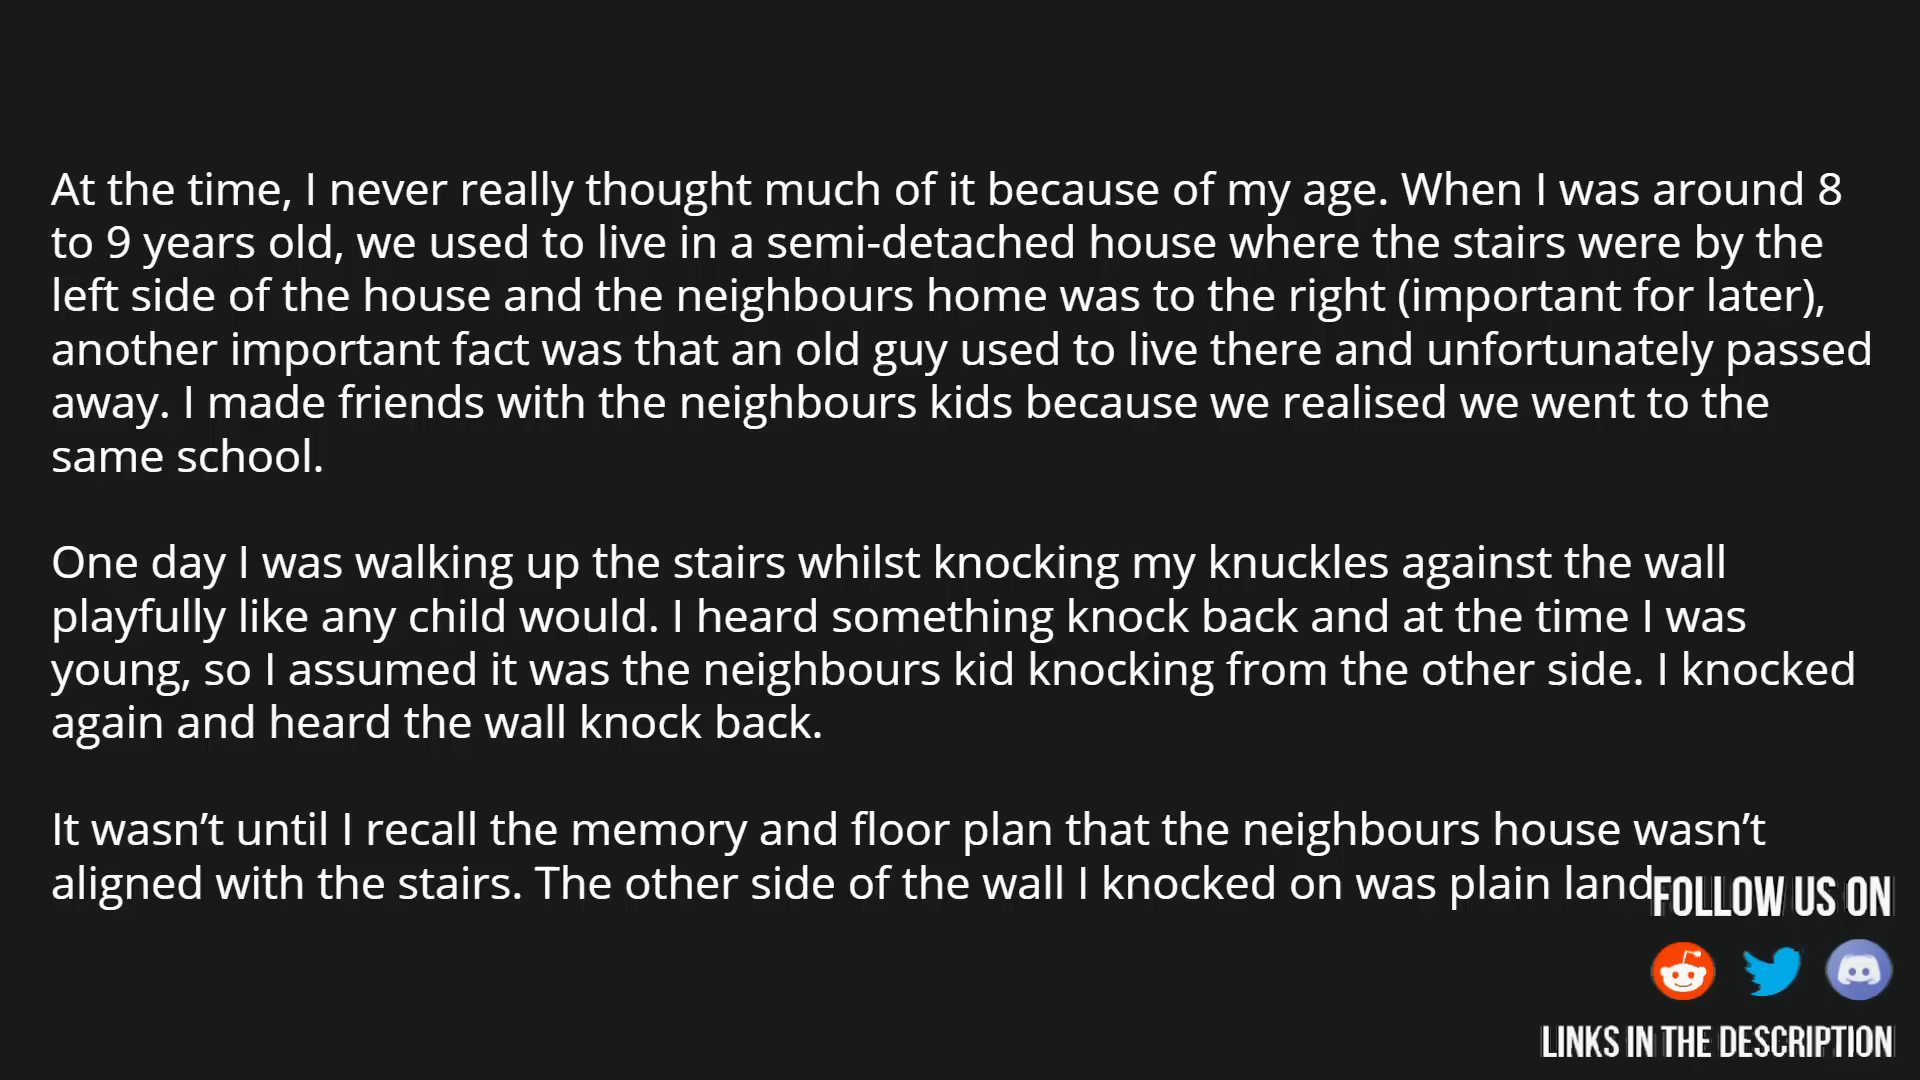 At the time, I never really thought much of it because of my age. When I was around 8
to 9 years old, we used to live in a semi-detached house where the stairs were by the
left side of the house and the neighbours home was to the right (important for later),
another important fact was that an old guy used to live there and unfortunately passed
away. I made friends with the neighbours kids because we realised we went to the
same school.
One day I was walking up the stairs whilst knocking my knuckles against the wall
playfully like any child would. I heard something knock back and at the time I was
young, so I assumed it was the neighbours kid knocking from the other side. I knocked
again and heard the wall knock back.
It wasn’t until I recall the memory and floor plan that the neighbours house wasn’t
aligned with the stairs. The other side of the wall I knocked on was plain land
FOLLOW US ON
LINKS IN THE DESCRIPTION